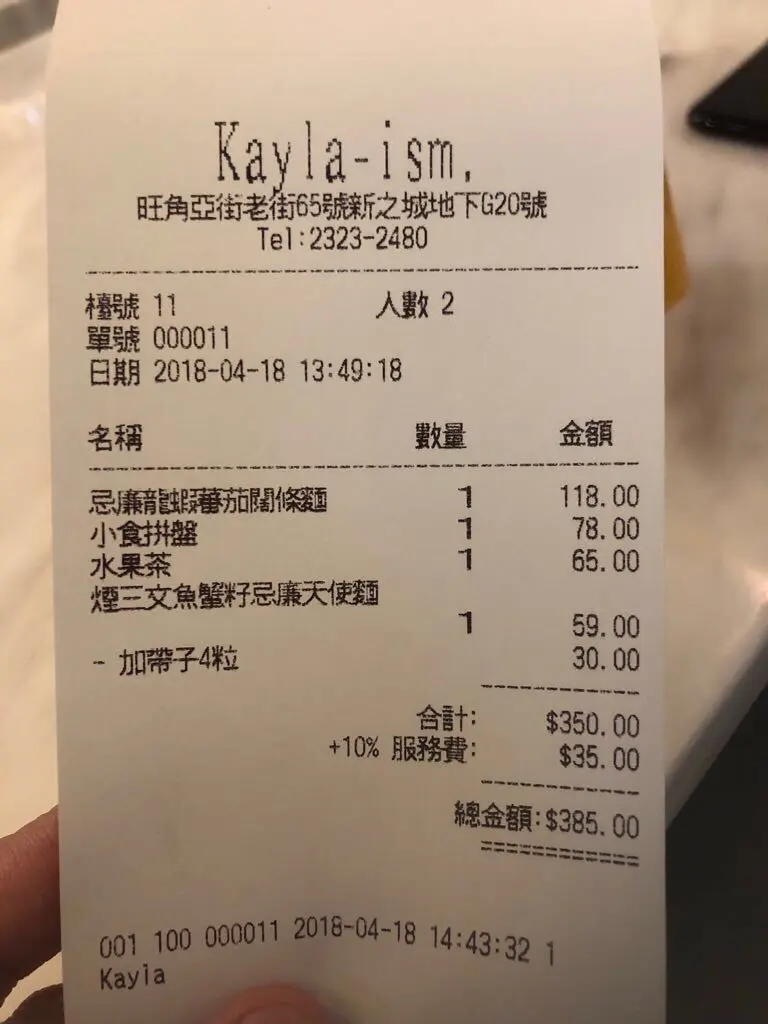 Kayla-ism,
旺角亞街老街65號新之城地下G20號
Tel:2323-2480
檯號 11 人數 2
單號 000011
日期 2018-04-18 13:49:18
名稱 數量 金額
忌廉龍蝦蕃茄闊條麵 1 118.00
小食拼盤 1 78.00
水果茶 1 65.00
煙三文魚蟹籽忌廉天使麵
1 59.00
- 加帶子4粒 30.00
合計: $350.00
+10% 服務費: $35.00
總金額:$385.00
001 100 000011 2018-04-18 14:43:32 1
Kayla